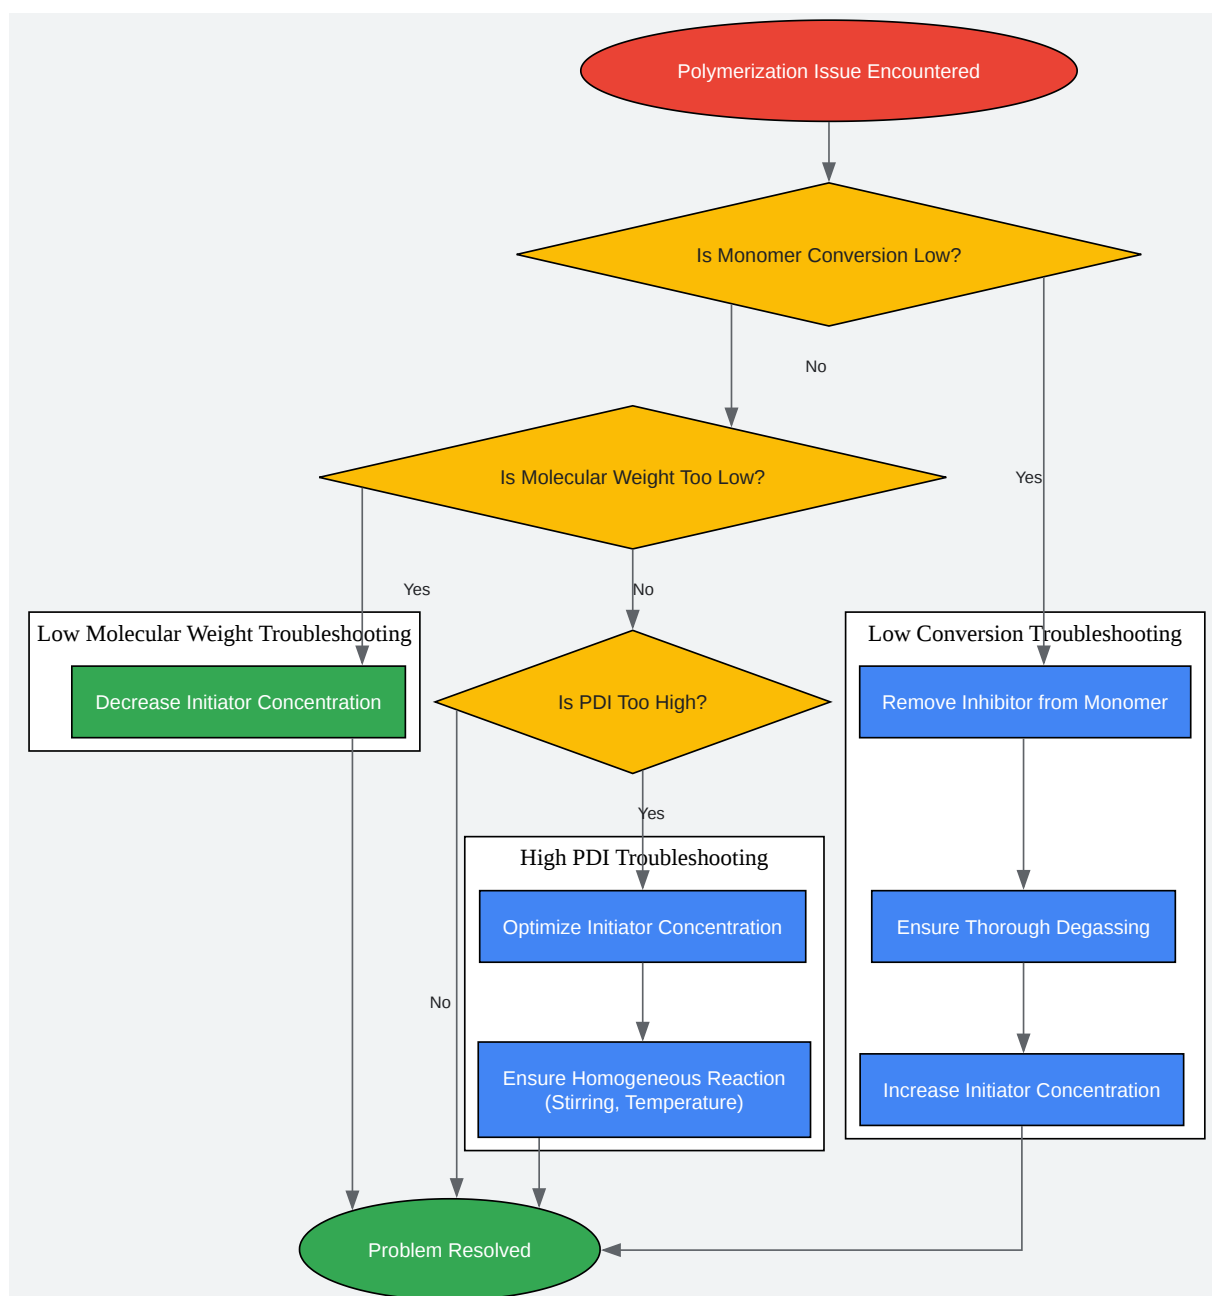 Polymerization Issue Encountered
Is Monomer Conversion Low?
No
Is Molecular Weight Too Low?
Yes
Yes
No
Low Molecular Weight Troubleshooting
Low Conversion Troubleshooting
Decrease Initiator Concentration
Is PDI Too High?
Remove Inhibitor from Monomer
Yes
High PDI Troubleshooting
Optimize Initiator Concentration
Ensure Thorough Degassing
No
Ensure Homogeneous Reaction
(Stirring, Temperature)
Increase Initiator Concentration
Problem Resolved